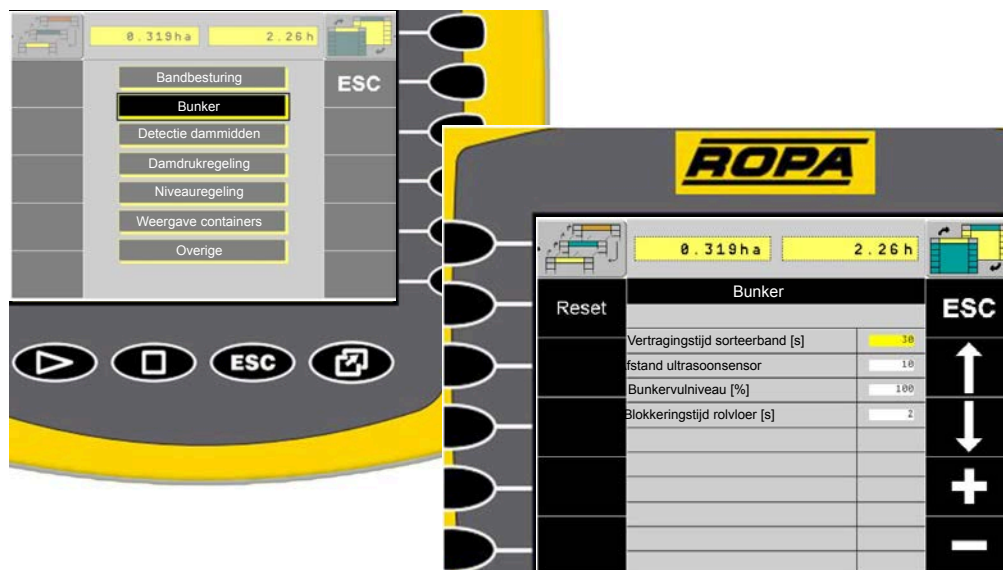 0.319ha 2.26h
Bandbesturing
ESC
Bunker
Detectie dammidden
Damdrukregeling
Niveauregeling
Weergave containers
Overige
ESC
ROPA
0.319ha 2.26h
Reset
Bunker
ESC
Vertragingstijd sorteerband [s] 30
fstand ultrasoonsensor 10
Bunkervulniveau [%] 100
Blokkeringstijd rolvloer [s] 2